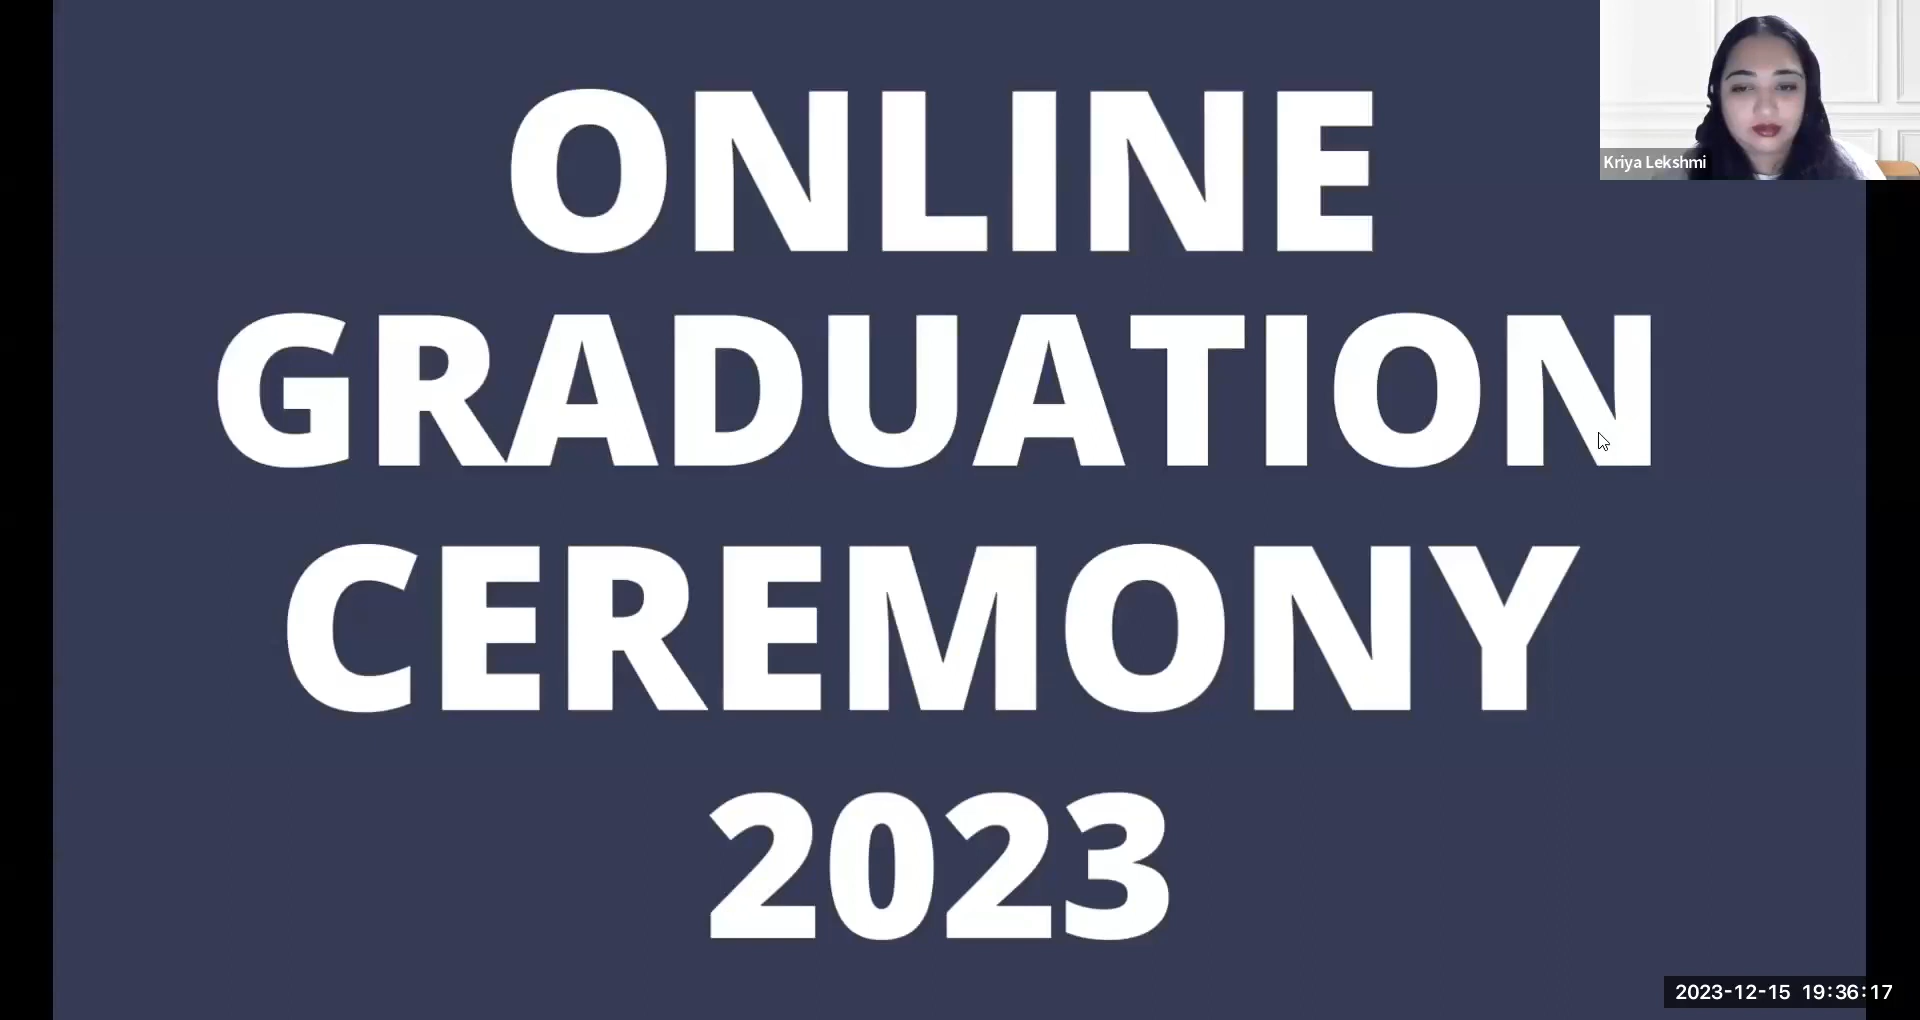 ONLINE
GRADUATION
CEREMONY
2023
Kriya Lekshmi
2023-12-15 19:36:17